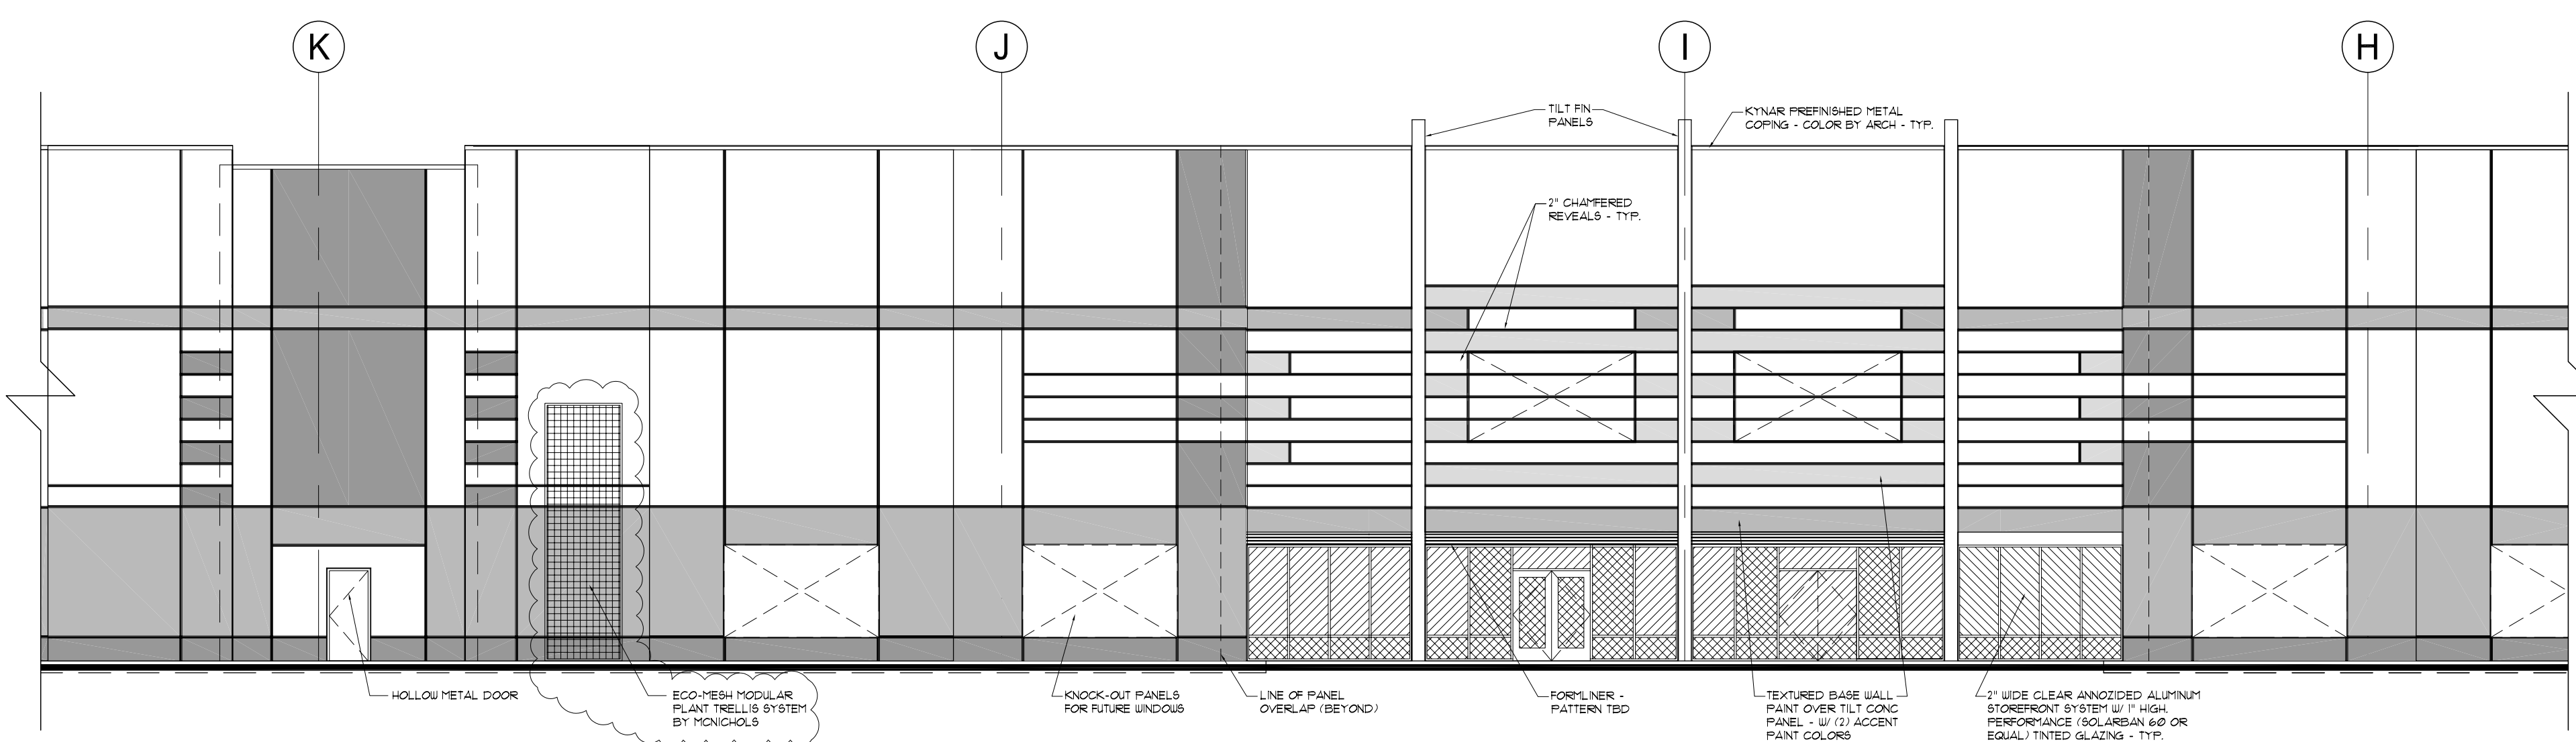 K
J
I
H
TILT FIN
PANELS
KYNAR PREFINISHED METAL
COPING - COLOR BY ARCH - TYP.
2" CHAMFERED
REVEALS - TYP.
HOLLOW METAL DOOR
ECO-MESH MODULAR
PLANT TRELLIS SYSTEM
BY MCNICHOLS
KNOCK-OUT PANELS
FOR FUTURE WINDOWS
LINE OF PANEL
OVERLAP (BEYOND)
FORMLINER -
PATTERN TBD
TEXTURED BASE WALL
PAINT OVER TILT CONC
PANEL - W/ (2) ACCENT
PAINT COLORS
2" WIDE CLEAR ANNOZIDED ALUMINUM
STOREFRONT SYSTEM W/ 1" HIGH.
PERFORMANCE (SOLARBAN 60 OR
EQUAL) TINTED GLAZING - TYP.